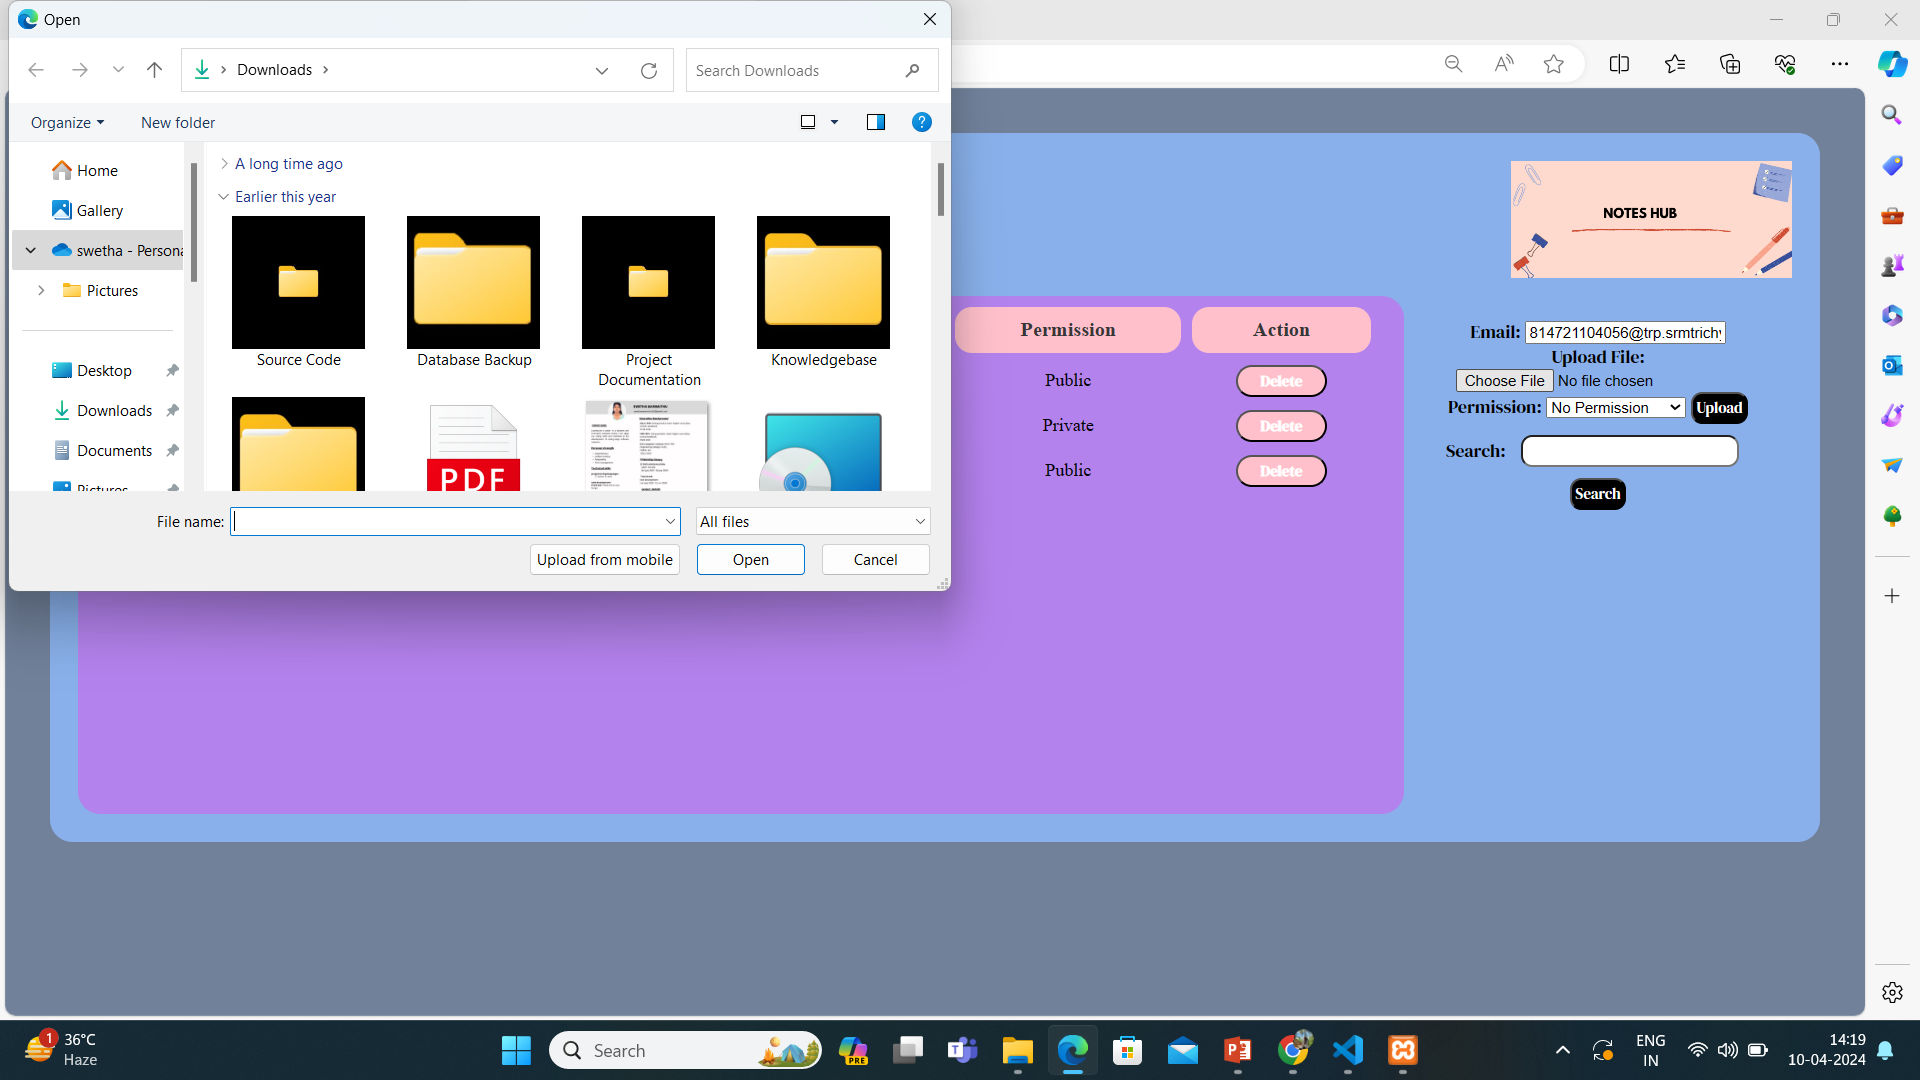 Open
Downloads
Search Downloads
Organize
New folder
Home
Gallery
swetha - Persona
Pictures
Desktop
Downloads
Documents
Pictures
A long time ago
Earlier this year
Source Code
Database Backup
Project
Documentation
Knowledgebase
PDF
File name:
All files
Upload from mobile
Open
Cancel
NOTES HUB
Permission
Action
Public
Delete
Private
Delete
Public
Delete
Email: 814721104056@trp.srmtrichy
Upload File:
Choose File No file chosen
Permission: No Permission Upload
Search:
Search
1
36°C
Haze
Search
PRE
ENG
IN
14:19
10-04-2024